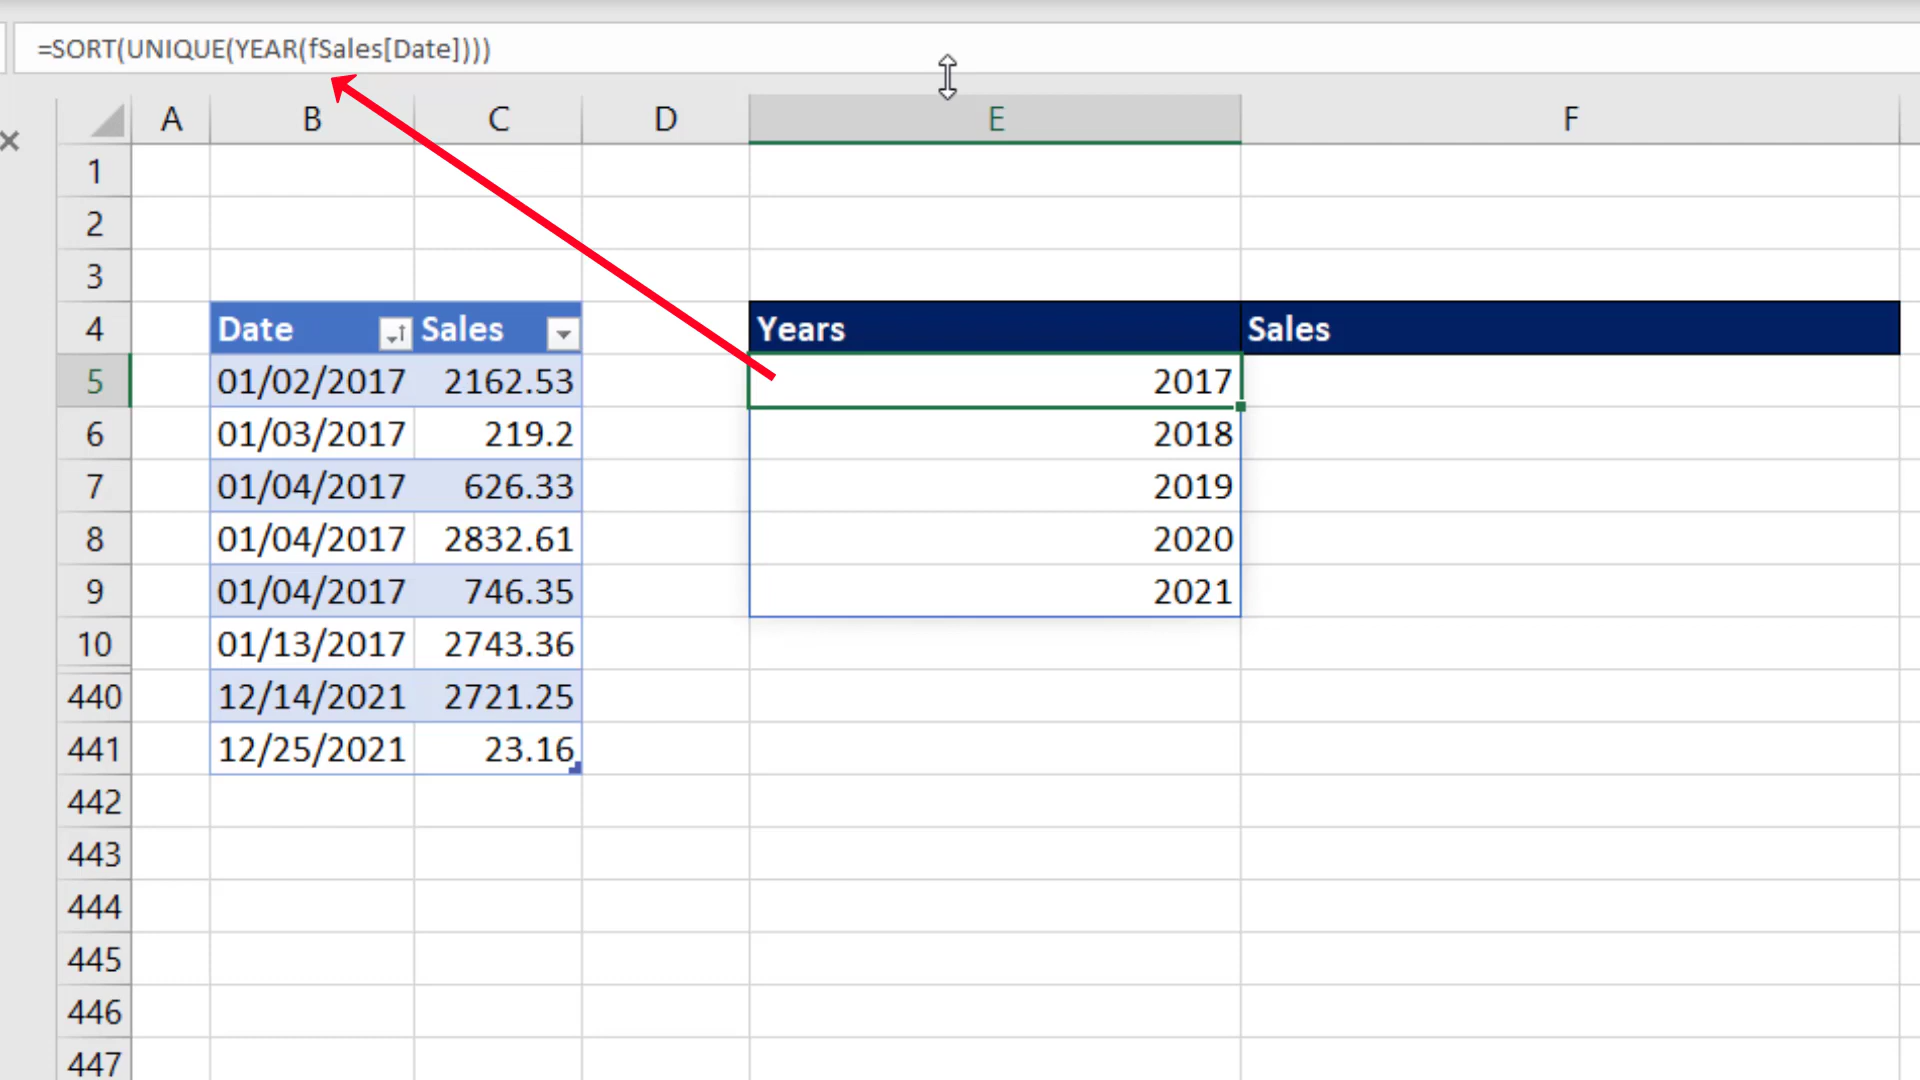 =SORT(UNIQUE(YEAR(fSales[Date])))
A B C D E F
1
2
3
4 Date Sales Years Sales
5 01/02/2017 2162.53 2017
6 01/03/2017 219.2 2018
7 01/04/2017 626.33 2019
8 01/04/2017 2832.61 2020
9 01/04/2017 746.35 2021
10 01/13/2017 2743.36
440 12/14/2021 2721.25
441 12/25/2021 23.16
442
443
444
445
446
447